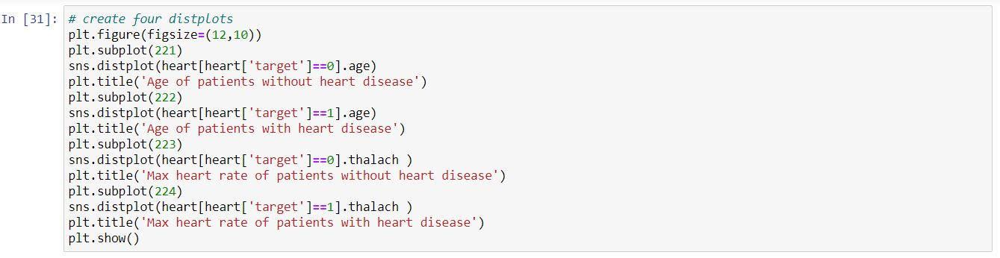 In [31]: # create four distplots
plt.figure(figsize=(12,10))
plt.subplot(221)
sns.distplot(heart[heart['target']==0].age)
plt.title('Age of patients without heart disease')
plt.subplot(222)
sns.distplot(heart[heart['target']==1].age)
plt.title('Age of patients with heart disease')
plt.subplot(223)
sns.distplot(heart[heart['target']==0].thalach )
plt.title('Max heart rate of patients without heart disease')
plt.subplot(224)
sns.distplot(heart[heart['target']==1].thalach )
plt.title('Max heart rate of patients with heart disease')
plt.show()